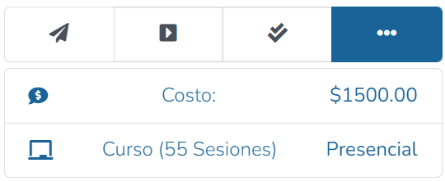 Costo: $1500.00
Curso (55 Sesiones) Presencial